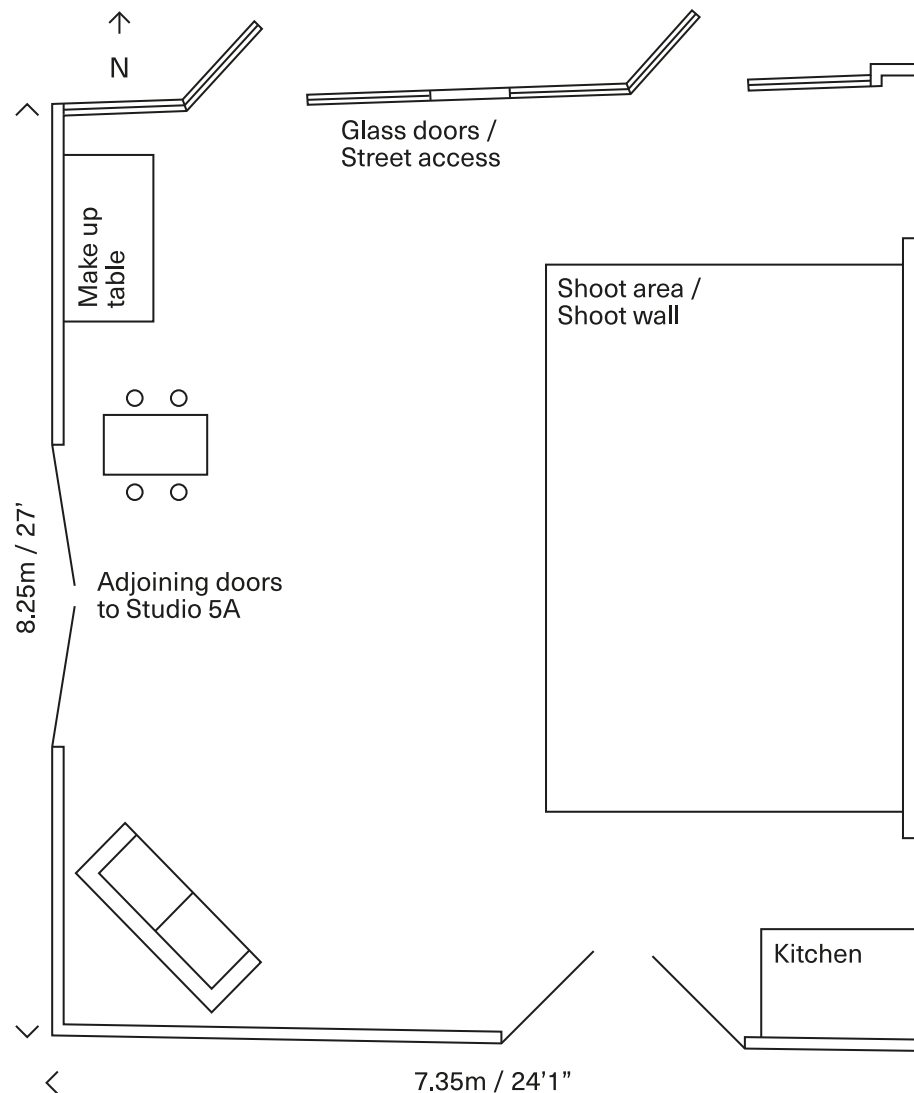 N
Glass doors /
Street access
Make up
table
Shoot area /
Shoot wall
8.25m / 27’
Adjoining doors
to Studio 5A
Kitchen
7.35m / 24’1”